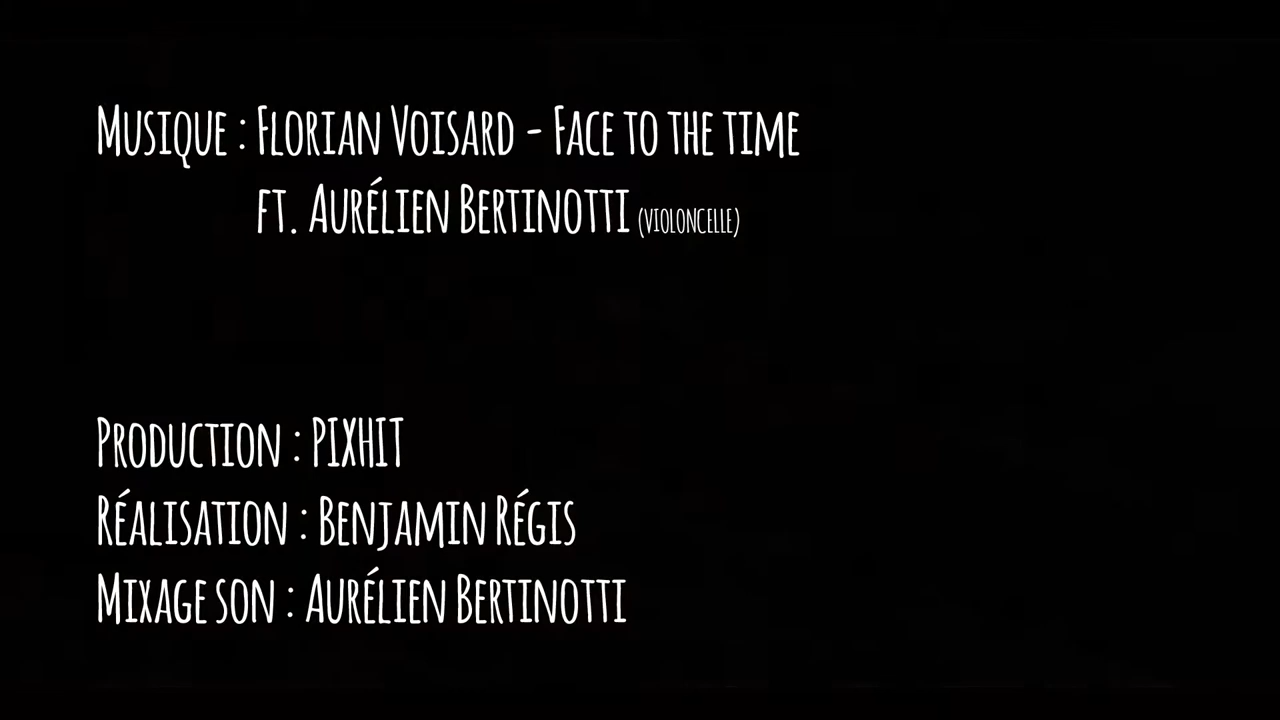 Musique : Florian Voisard - Face to the time
ft. Aurélien Bertinotti (violoncelle)
Production : PIXHIT
Réalisation : Benjamin Régis
Mixage son : Aurélien Bertinotti